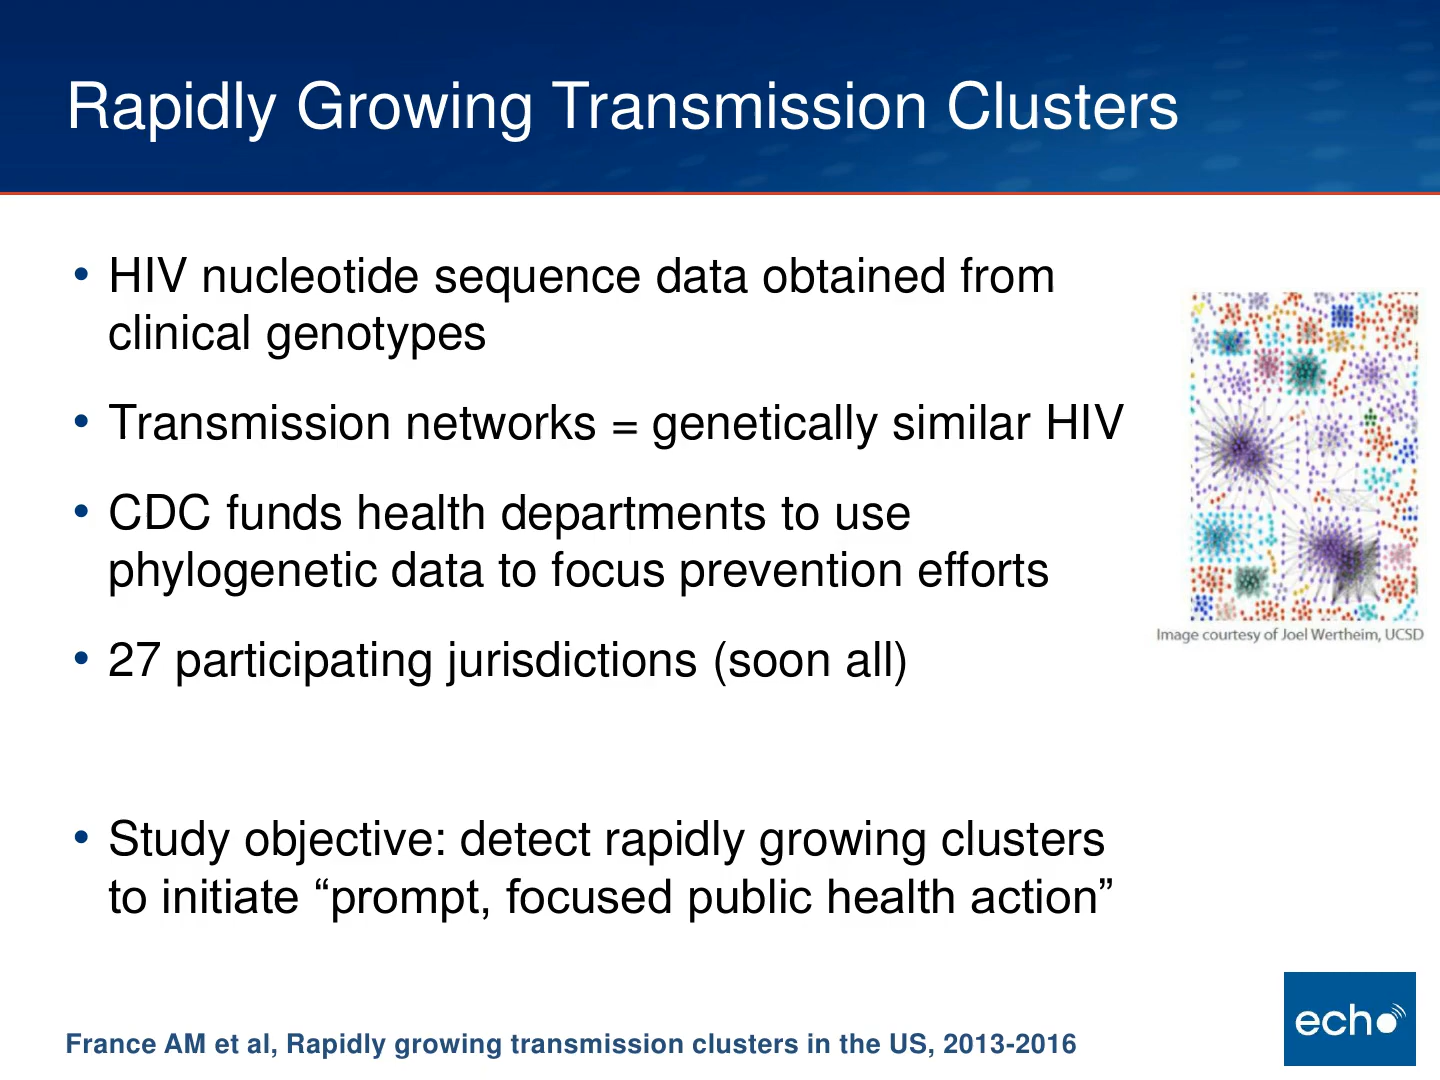 Rapidly Growing Transmission Clusters
• HIV nucleotide sequence data obtained from
clinical genotypes
• Transmission networks = genetically similar HIV
• CDC funds health departments to use
phylogenetic data to focus prevention efforts
• 27 participating jurisdictions (soon all)
Image courtesy of Joel Wertheim, UCSD
• Study objective: detect rapidly growing clusters
to initiate “prompt, focused public health action”
France AM et al, Rapidly growing transmission clusters in the US, 2013-2016
echo